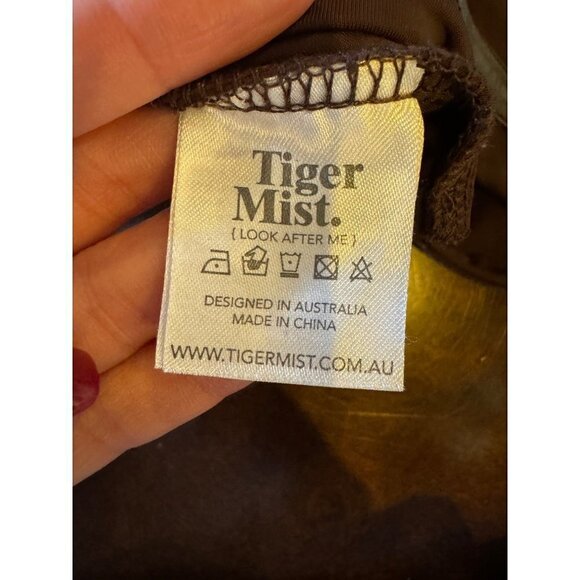 Tiger
Mist.
{ LOOK AFTER ME }
DESIGNED IN AUSTRALIA
MADE IN CHINA
WWW.TIGERMIST.COM.AU